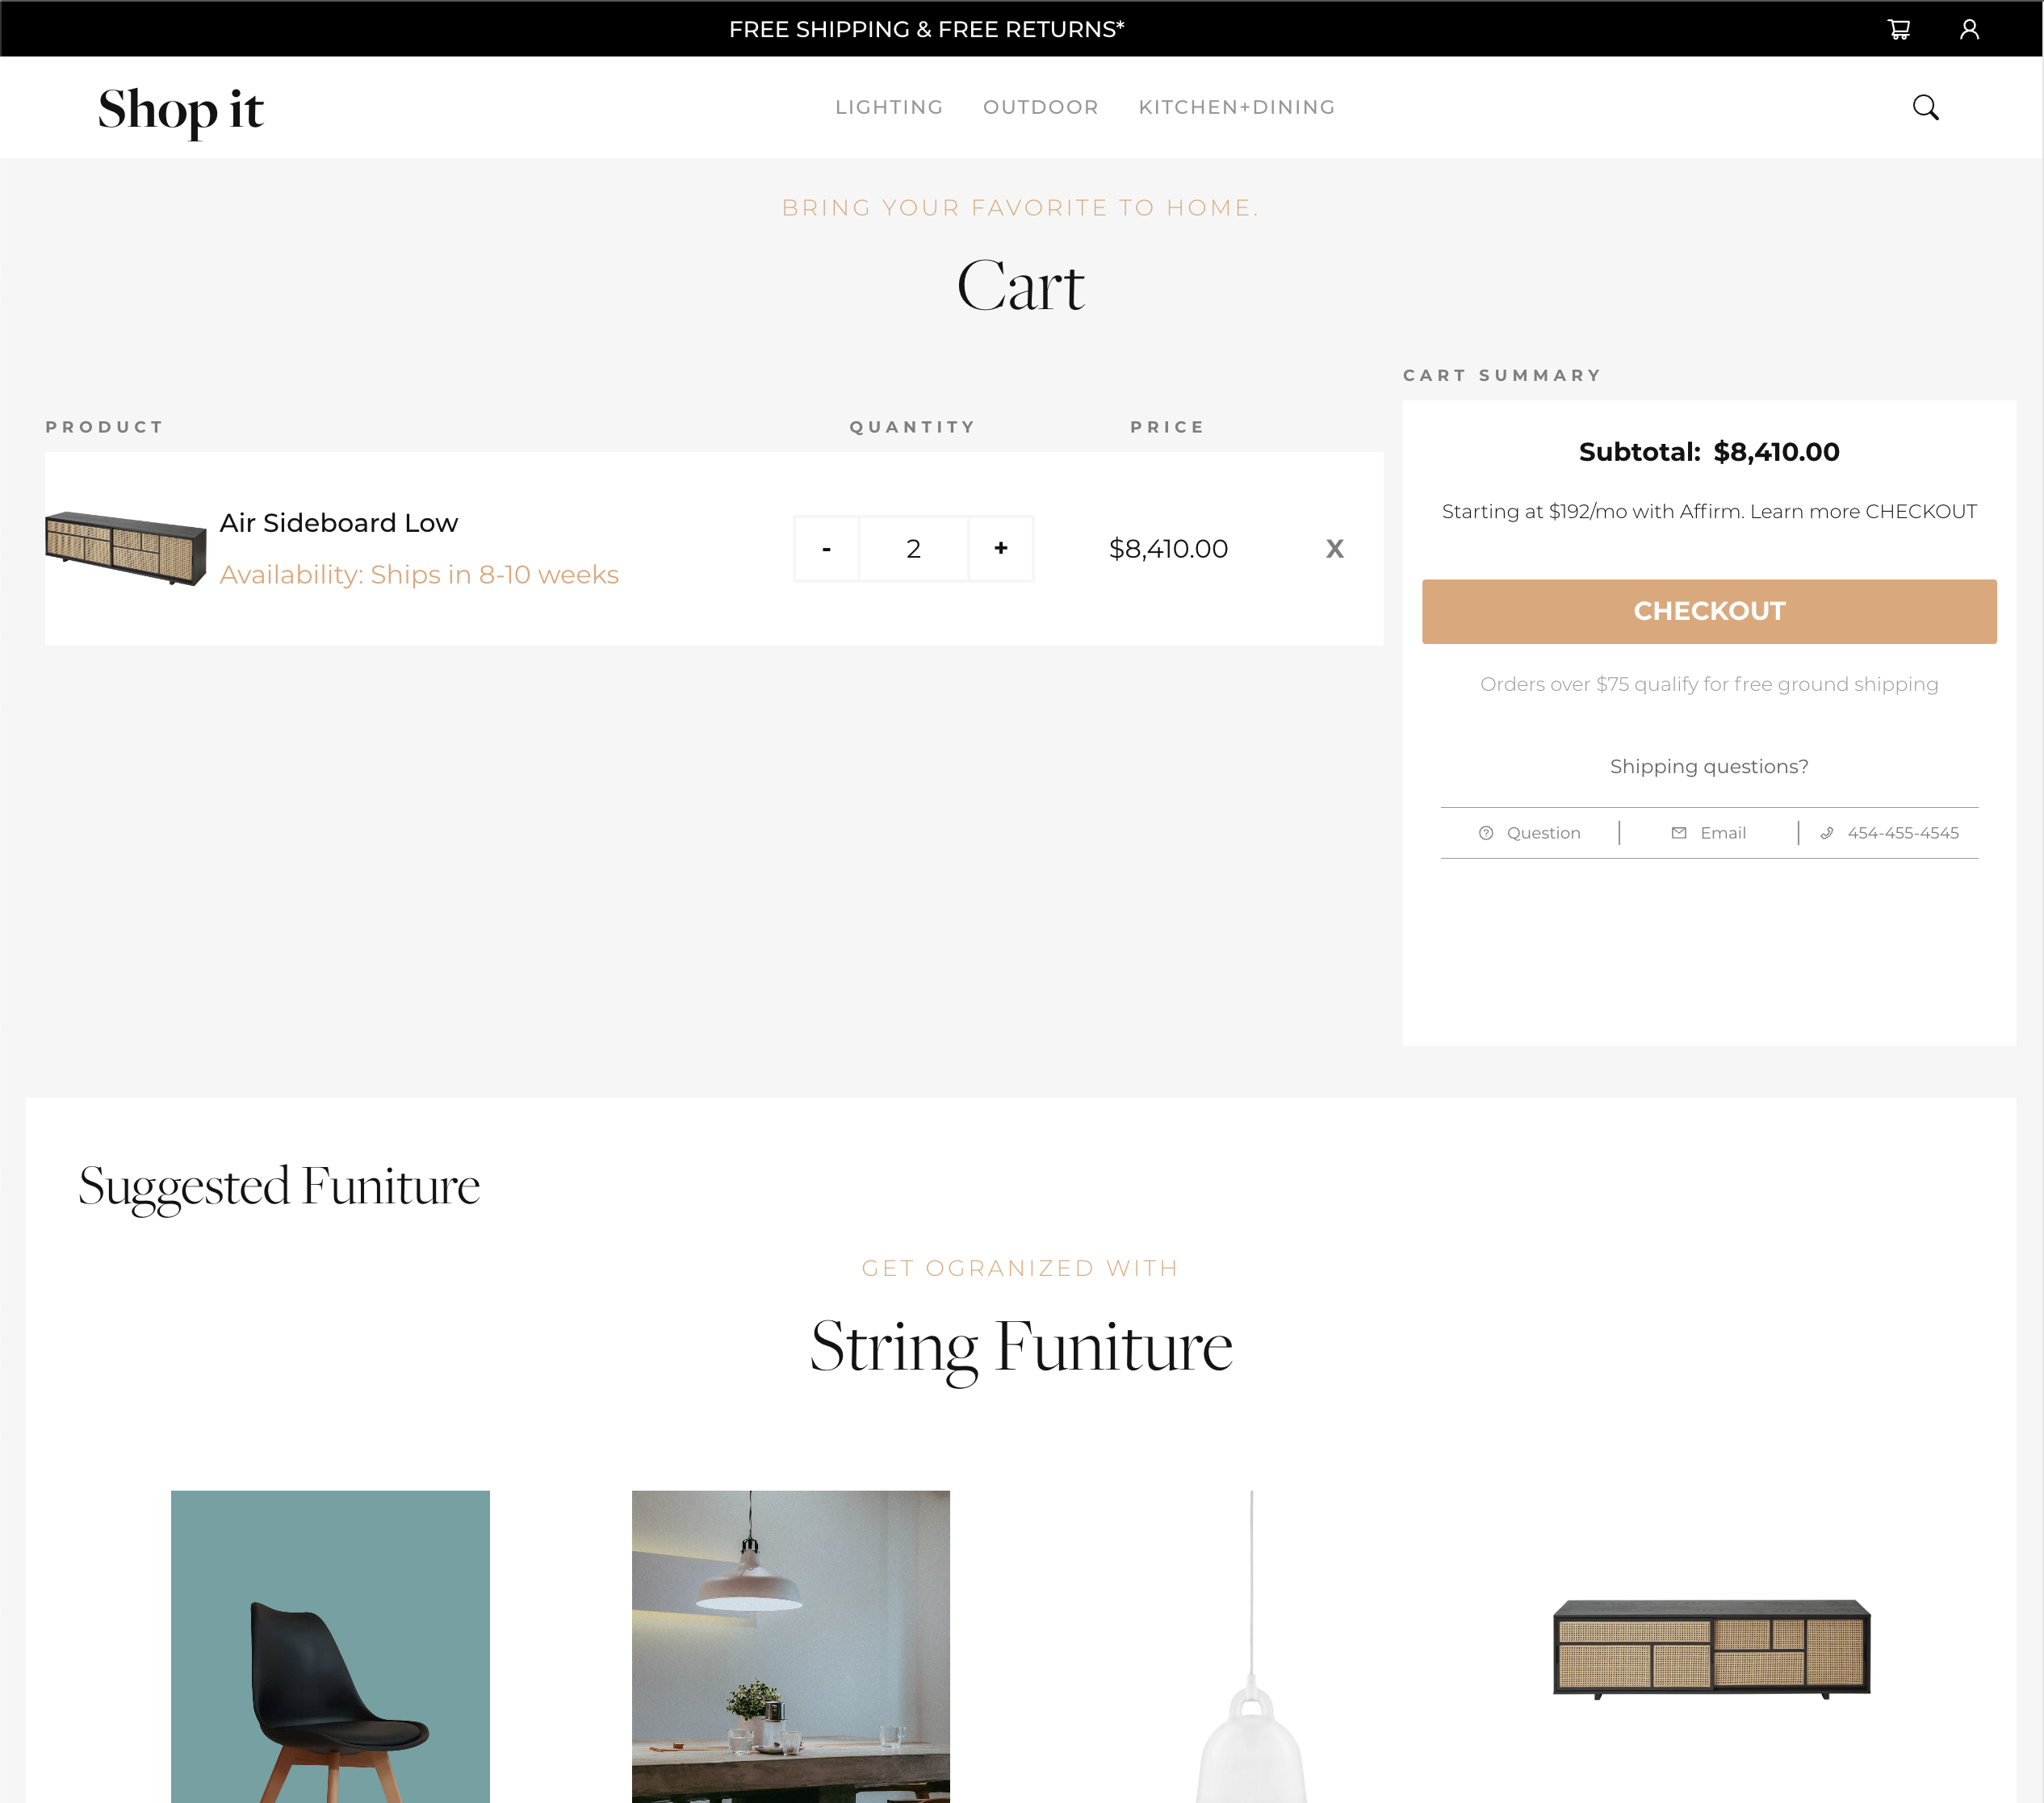 FREE SHIPPING & FREE RETURNS*
Shop it
LIGHTING OUTDOOR KITCHEN+DINING
BRING YOUR FAVORITE TO HOME.
Cart
PRODUCT QUANTITY PRICE
Air Sideboard Low
Availability: Ships in 8-10 weeks
- 2 + $8,410.00 X
CART SUMMARY
Subtotal: $8,410.00
Starting at $192/mo with Affirm. Learn more CHECKOUT
CHECKOUT
Orders over $75 qualify for free ground shipping
Shipping questions?
Question Email 454-455-4545
Suggested Funiture
GET OGRANIZED WITH
String Funiture